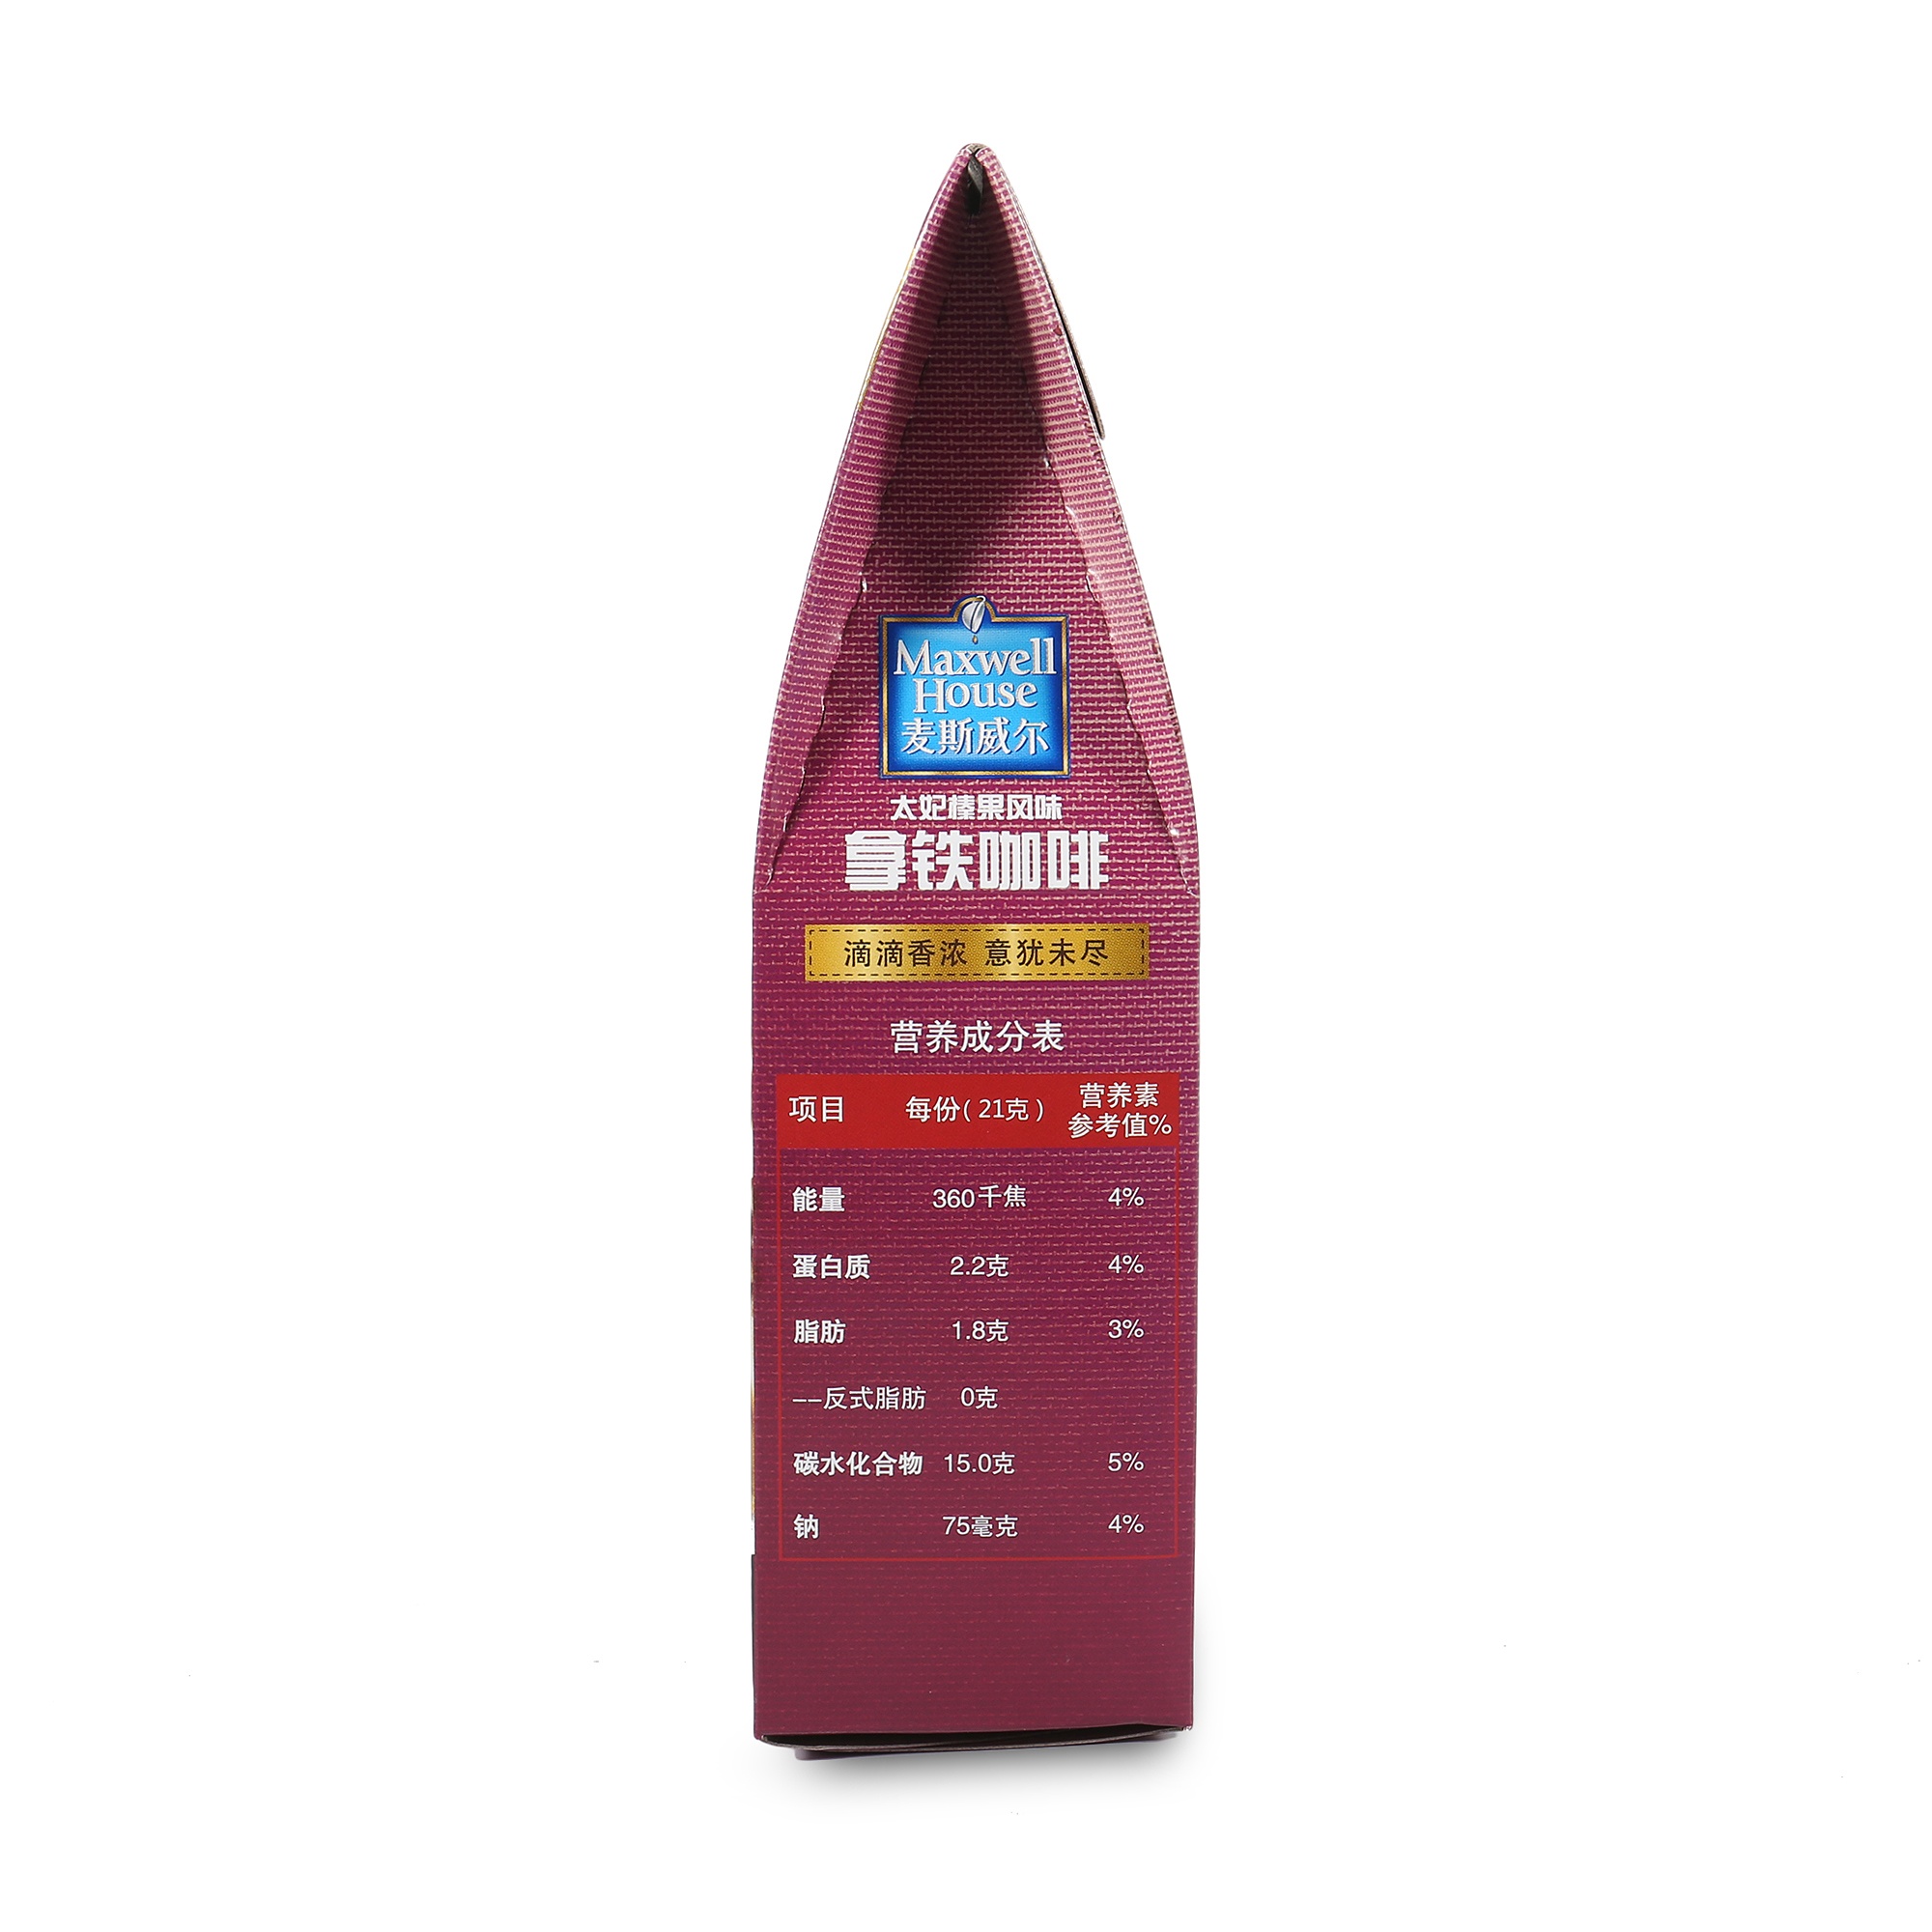 Maxwell
House
麦斯威尔
太妃榛果风味
拿铁咖啡
滴滴香浓 意犹未尽
营养成分表
项目 每份(21克) 营养素参考值%
能量 360千焦 4%
蛋白质 2.2克 4%
脂肪 1.8克 3%
––反式脂肪 0克
碳水化合物 15.0克 5%
钠 75毫克 4%